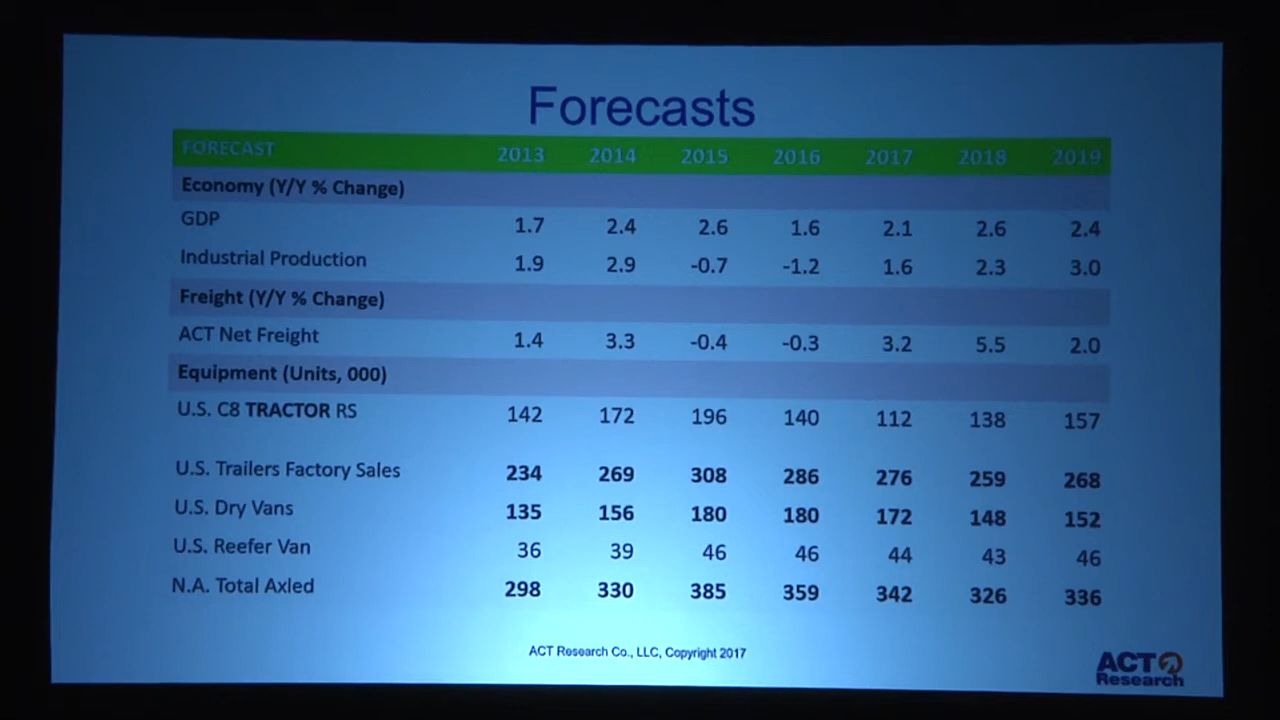 Forecasts
FORECAST 2013 2014 2015 2016 2017 2018 2019
Economy (Y/Y % Change)
GDP 1.7 2.4 2.6 1.6 2.1 2.6 2.4
Industrial Production 1.9 2.9 -0.7 -1.2 1.6 2.3 3.0
Freight (Y/Y % Change)
ACT Net Freight 1.4 3.3 -0.4 -0.3 3.2 5.5 2.0
Equipment (Units, 000)
U.S. C8 TRACTOR RS 142 172 196 140 112 138 157
U.S. Trailers Factory Sales 234 269 308 286 276 259 268
U.S. Dry Vans 135 156 180 180 172 148 152
U.S. Reefer Van 36 39 46 46 44 43 46
N.A. Total Axled 298 330 385 359 342 326 336
ACT Research Co., LLC, Copyright 2017
ACT
Research